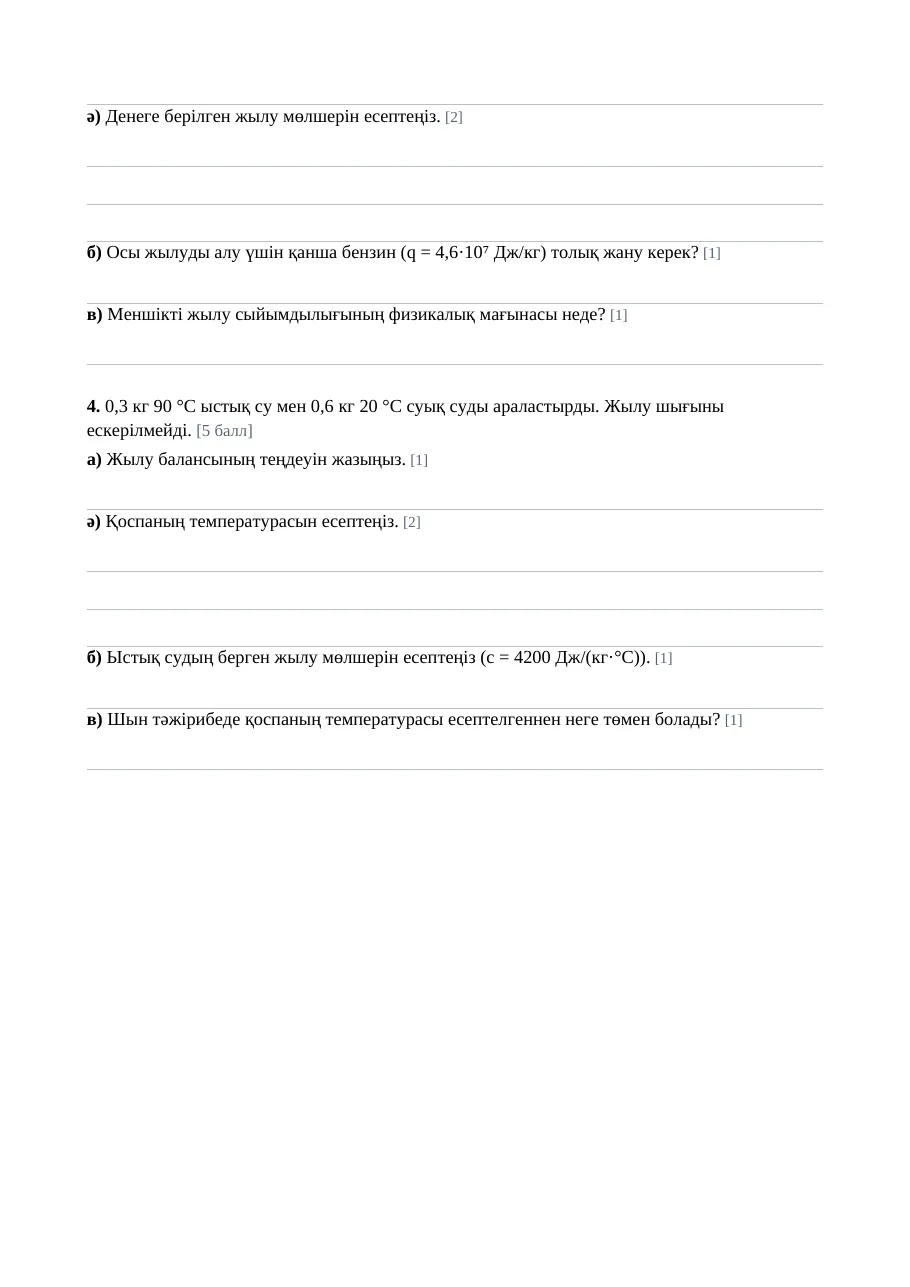 ә) Денеге берілген жылу мөлшерін есептеңіз. [2]
б) Осы жылуды алу үшін қанша бензин (q = 4,6·10⁷ Дж/кг) толық жану керек? [1]
в) Меншікті жылу сыйымдылығының физикалық мағынасы неде? [1]
4. 0,3 кг 90 °C ыстық су мен 0,6 кг 20 °C суық суды араластырды. Жылу шығыны
ескерілмейді. [5 балл]
а) Жылу балансының теңдеуін жазыңыз. [1]
ә) Қоспаның температурасын есептеңіз. [2]
б) Ыстық судың берген жылу мөлшерін есептеңіз (c = 4200 Дж/(кг·°C)). [1]
в) Шын тәжірибеде қоспаның температурасы есептелгеннен неге төмен болады? [1]